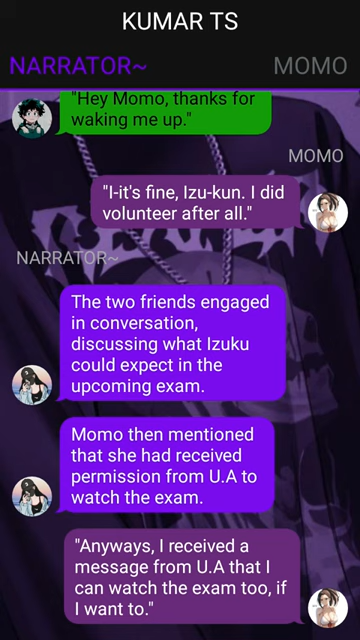 KUMAR TS
NARRATOR~ MOMO
"Hey Momo, thanks for
waking me up."
MOMO
"I-it's fine, Izu-kun. I did
volunteer after all."
NARRATOR~
The two friends engaged
in conversation,
discussing what Izuku
could expect in the
upcoming exam.
Momo then mentioned
that she had received
permission from U.A to
watch the exam.
"Anyways, I received a
message from U.A that I
can watch the exam too, if
I want to."